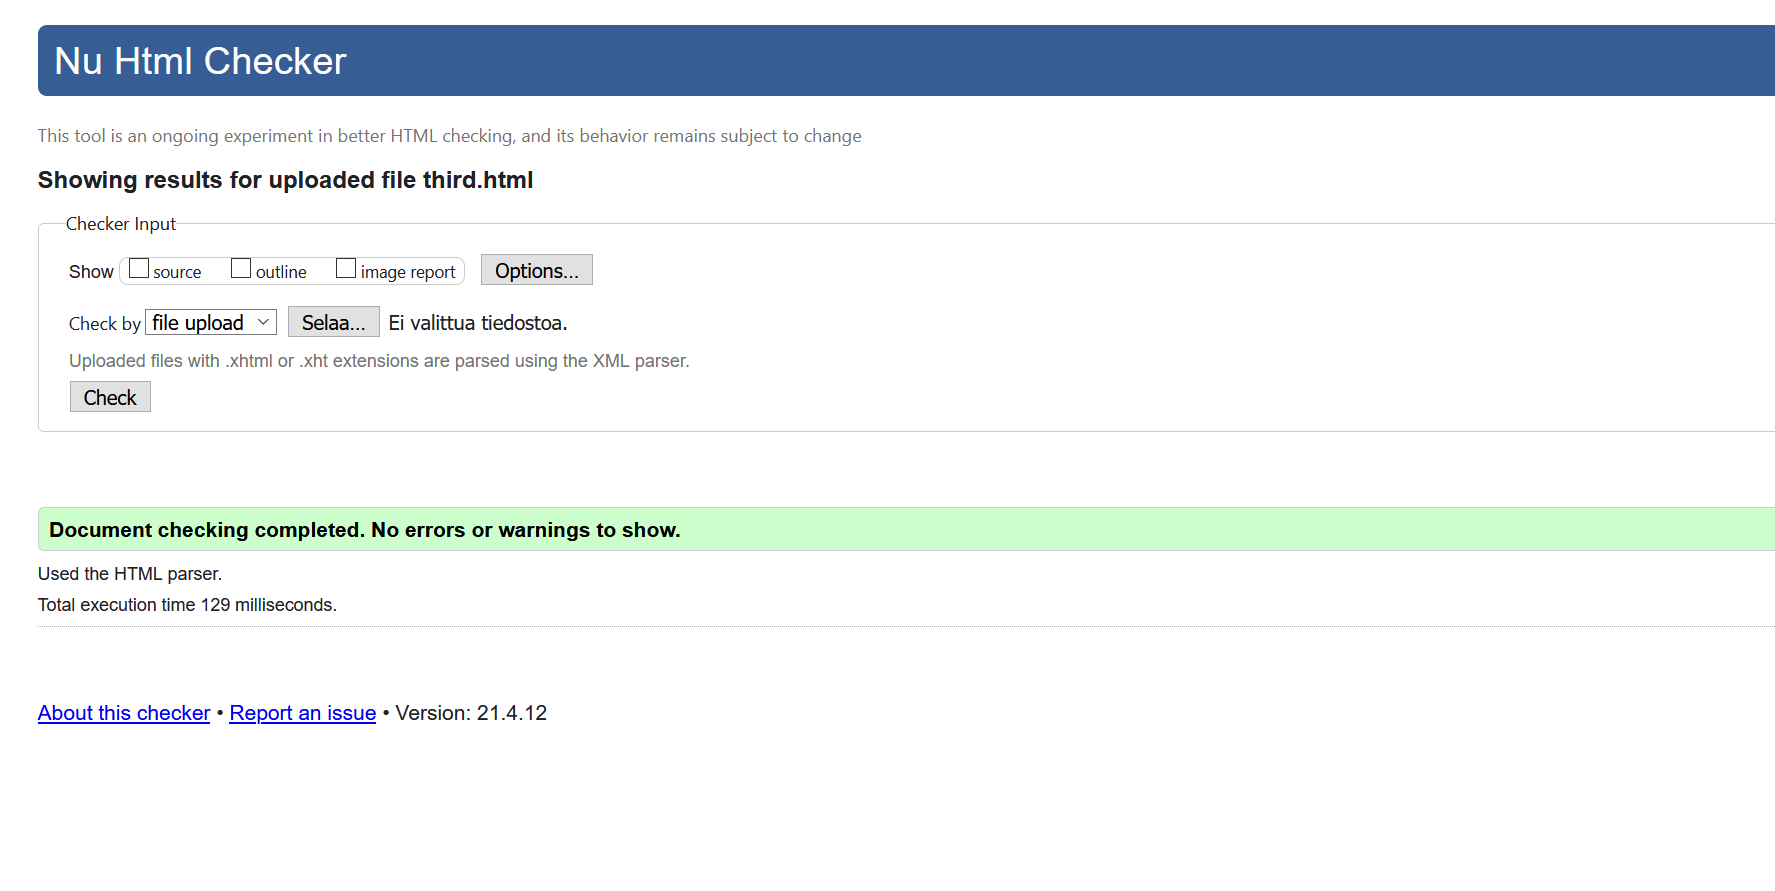 Nu Html Checker
This tool is an ongoing experiment in better HTML checking, and its behavior remains subject to change
Showing results for uploaded file third.html
Checker Input
Show source outline image report Options...
Check by file upload Selaa... Ei valittua tiedostoa.
Uploaded files with .xhtml or .xht extensions are parsed using the XML parser.
Check
Document checking completed. No errors or warnings to show.
Used the HTML parser.
Total execution time 129 milliseconds.
About this checker • Report an issue • Version: 21.4.12